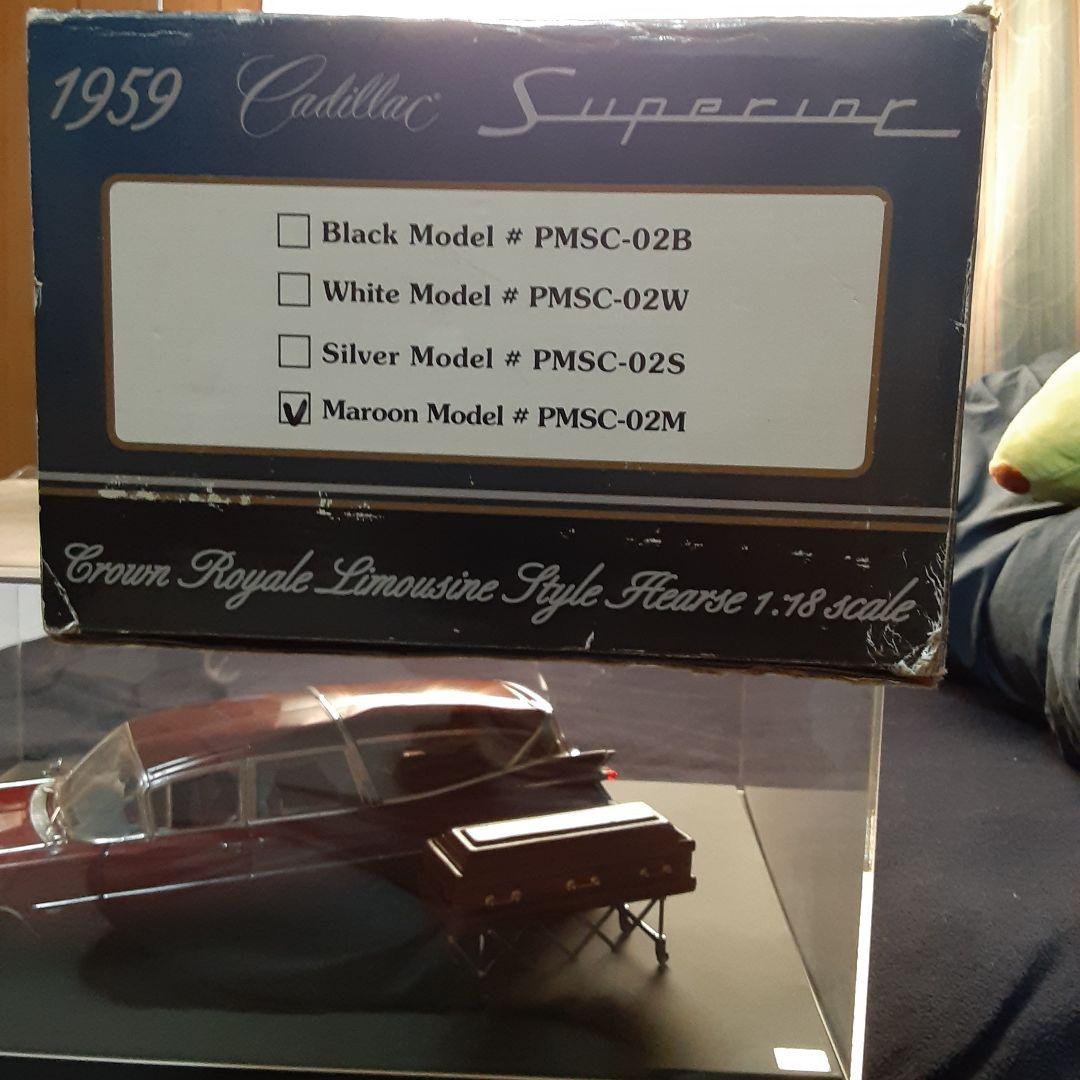 1959 Cadillac Superior
Black Model # PMSC-02B
White Model # PMSC-02W
Silver Model # PMSC-02S
Maroon Model # PMSC-02M
Crown Royale Limousine Style Hearse 1:18 scale